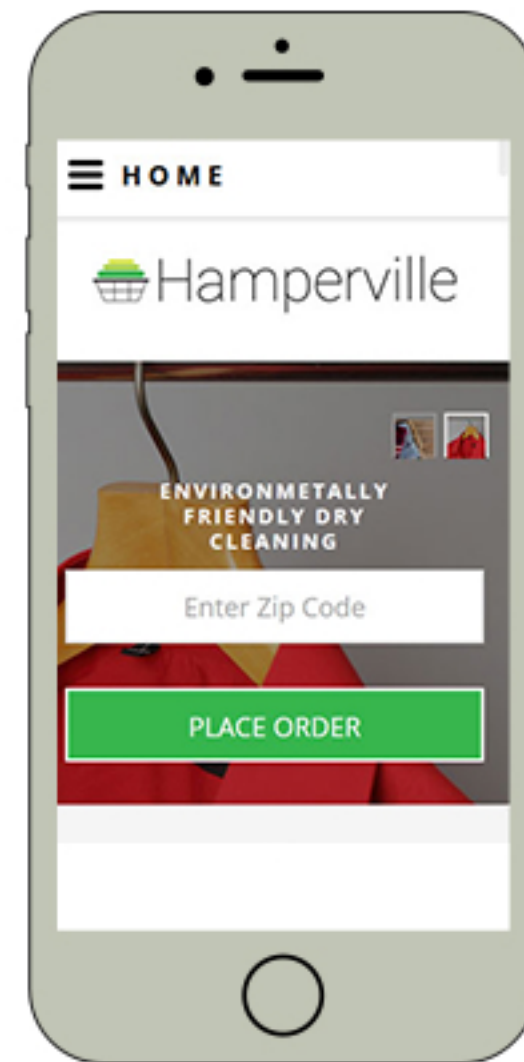 HOME
Hamperville
ENVIRONMETALLY
FRIENDLY DRY
CLEANING
Enter Zip Code
PLACE ORDER